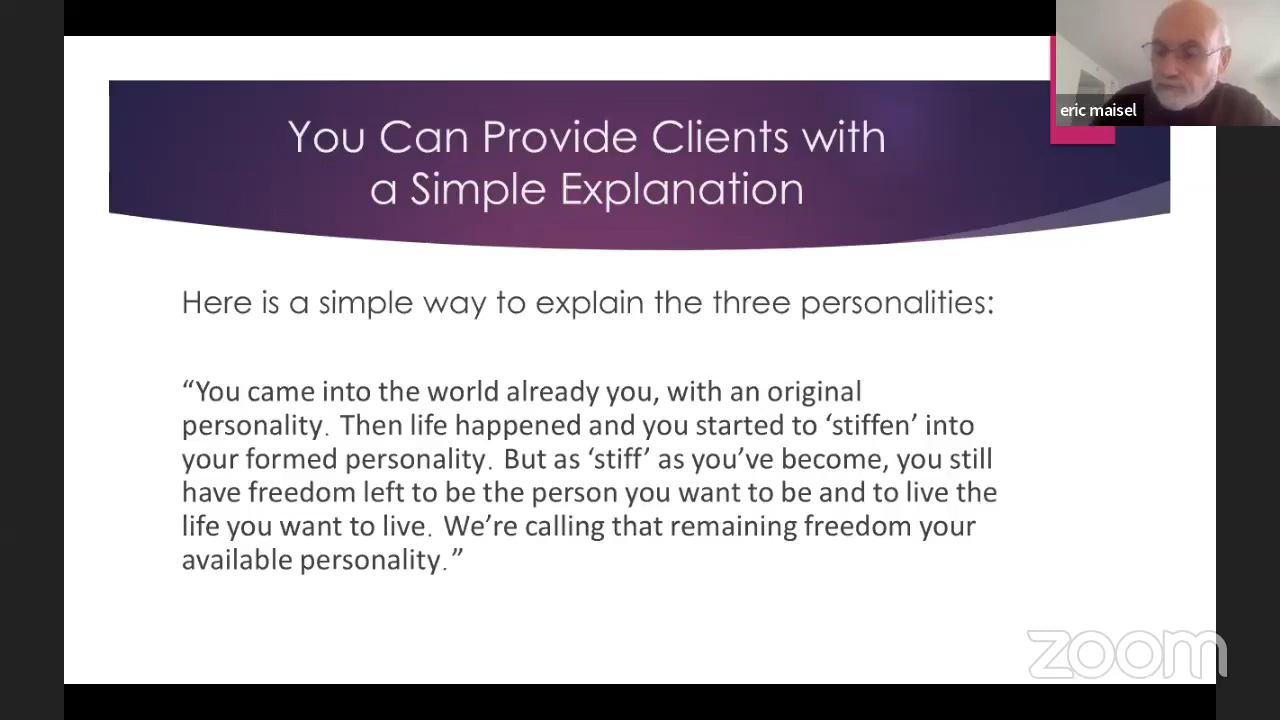 You Can Provide Clients with
a Simple Explanation
eric maisel
Here is a simple way to explain the three personalities:
“You came into the world already you, with an original
personality. Then life happened and you started to ‘stiffen’ into
your formed personality. But as ‘stiff’ as you’ve become, you still
have freedom left to be the person you want to be and to live the
life you want to live. We’re calling that remaining freedom your
available personality.”
zoom